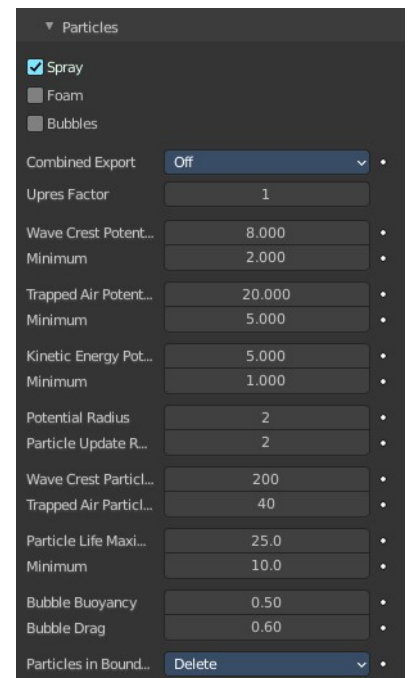 Particles
Spray
Foam
Bubbles
Combined Export Off
Upres Factor 1
Wave Crest Potent... 8.000
Minimum 2.000
Trapped Air Potent... 20.000
Minimum 5.000
Kinetic Energy Pot... 5.000
Minimum 1.000
Potential Radius 2
Particle Update R... 2
Wave Crest Particl... 200
Trapped Air Particl... 40
Particle Life Maxi... 25.0
Minimum 10.0
Bubble Buoyancy 0.50
Bubble Drag 0.60
Particles in Bound... Delete